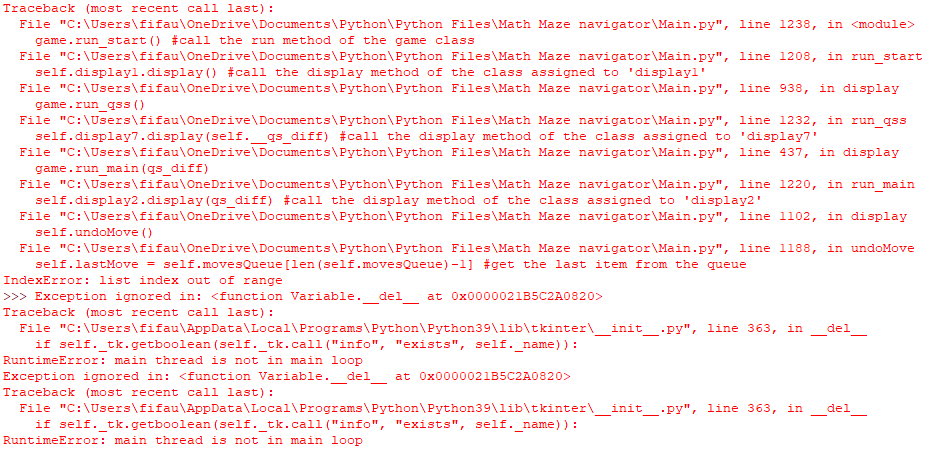 Traceback (most recent call last):
  File "C:\Users\fifau\OneDrive\Documents\Python\Python Files\Math Maze navigator\Main.py", line 1238, in <module>
    game.run_start() #call the run method of the game class
  File "C:\Users\fifau\OneDrive\Documents\Python\Python Files\Math Maze navigator\Main.py", line 1208, in run_start
    self.display1.display() #call the display method of the class assigned to 'display1'
  File "C:\Users\fifau\OneDrive\Documents\Python\Python Files\Math Maze navigator\Main.py", line 938, in display
    game.run_qss()
  File "C:\Users\fifau\OneDrive\Documents\Python\Python Files\Math Maze navigator\Main.py", line 1232, in run_qss
    self.display7.display(self.__qs_diff) #call the display method of the class assigned to 'display7'
  File "C:\Users\fifau\OneDrive\Documents\Python\Python Files\Math Maze navigator\Main.py", line 437, in display
    game.run_main(qs_diff)
  File "C:\Users\fifau\OneDrive\Documents\Python\Python Files\Math Maze navigator\Main.py", line 1220, in run_main
    self.display2.display(qs_diff) #call the display method of the class assigned to 'display2'
  File "C:\Users\fifau\OneDrive\Documents\Python\Python Files\Math Maze navigator\Main.py", line 1102, in display
    self.undoMove()
  File "C:\Users\fifau\OneDrive\Documents\Python\Python Files\Math Maze navigator\Main.py", line 1188, in undoMove
    self.lastMove = self.movesQueue[len(self.movesQueue)-1] #get the last item from the queue
IndexError: list index out of range
>>> Exception ignored in: <function Variable.__del__ at 0x0000021B5C2A0820>
Traceback (most recent call last):
  File "C:\Users\fifau\AppData\Local\Programs\Python\Python39\lib\tkinter\__init__.py", line 363, in __del__
    if self._tk.getboolean(self._tk.call("info", "exists", self._name)):
RuntimeError: main thread is not in main loop
Exception ignored in: <function Variable.__del__ at 0x0000021B5C2A0820>
Traceback (most recent call last):
  File "C:\Users\fifau\AppData\Local\Programs\Python\Python39\lib\tkinter\__init__.py", line 363, in __del__
    if self._tk.getboolean(self._tk.call("info", "exists", self._name)):
RuntimeError: main thread is not in main loop